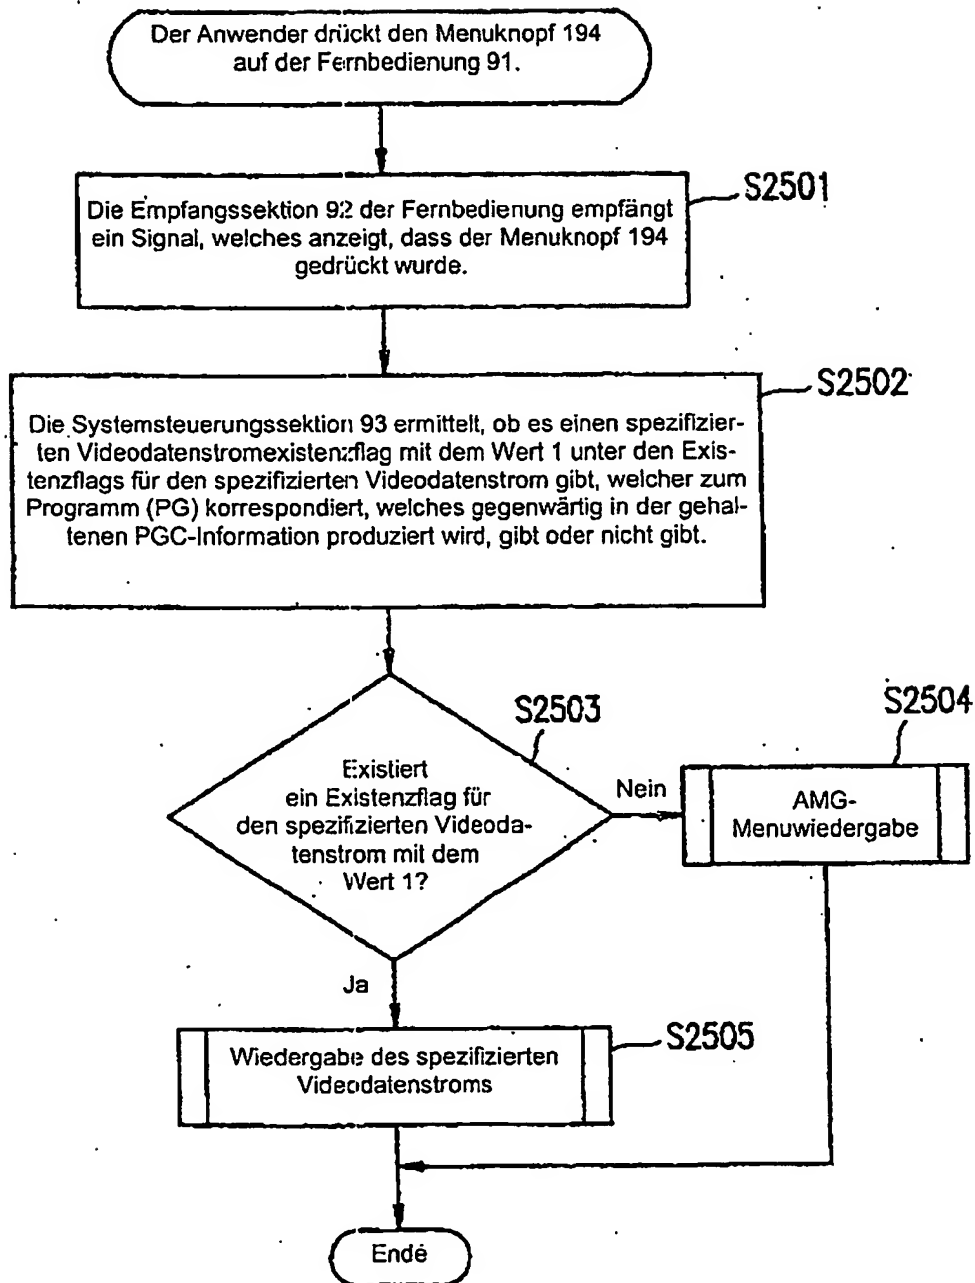 Der Anwender drückt den Menuknopf 194
auf der Fernbedienung 91.
S2501
Die Empfangssektion 92 der Fernbedienung empfängt
ein Signal, welches anzeigt, dass der Menuknopf 194
gedrückt wurde.
S2502
Die Systemsteuerungssektion 93 ermittelt, ob es einen spezifizier-
ten Videodatenstromexistenzflag mit dem Wert 1 unter den Exis-
tenzflags für den spezifizierten Videodatenstrom gibt, welcher zum
Programm (PG) korrespondiert, welches gegenwärtig in der gehal-
tenen PGC-Information produziert wird, gibt oder nicht gibt.
S2503
Existiert
ein Existenzflag für
den spezifizierten Videoda-
tenstrom mit dem
Wert 1?
Nein
S2504
AMG-
Menuwiedergabe
Ja
S2505
Wiedergabe des spezifizierten
Videodatenstroms
Ende